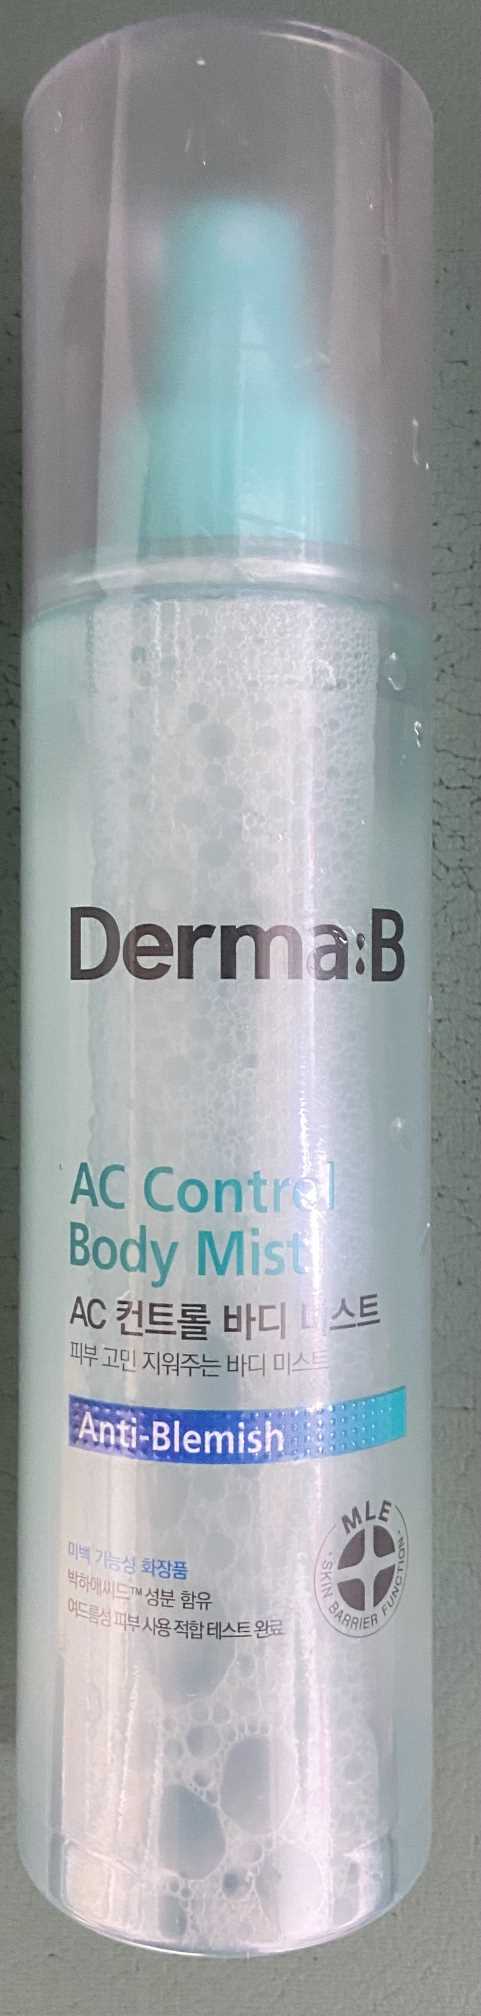 Derma:B
AC Control
Body Mist
AC 컨트롤 바디 미스트
피부 고민 지워주는 바디 미스트
Anti-Blemish
미백 기능성 화장품
박하애씨드™ 성분 함유
여드름성 피부 사용 적합 테스트 완료
MLE
·SKIN BARRIER FUNCTION·